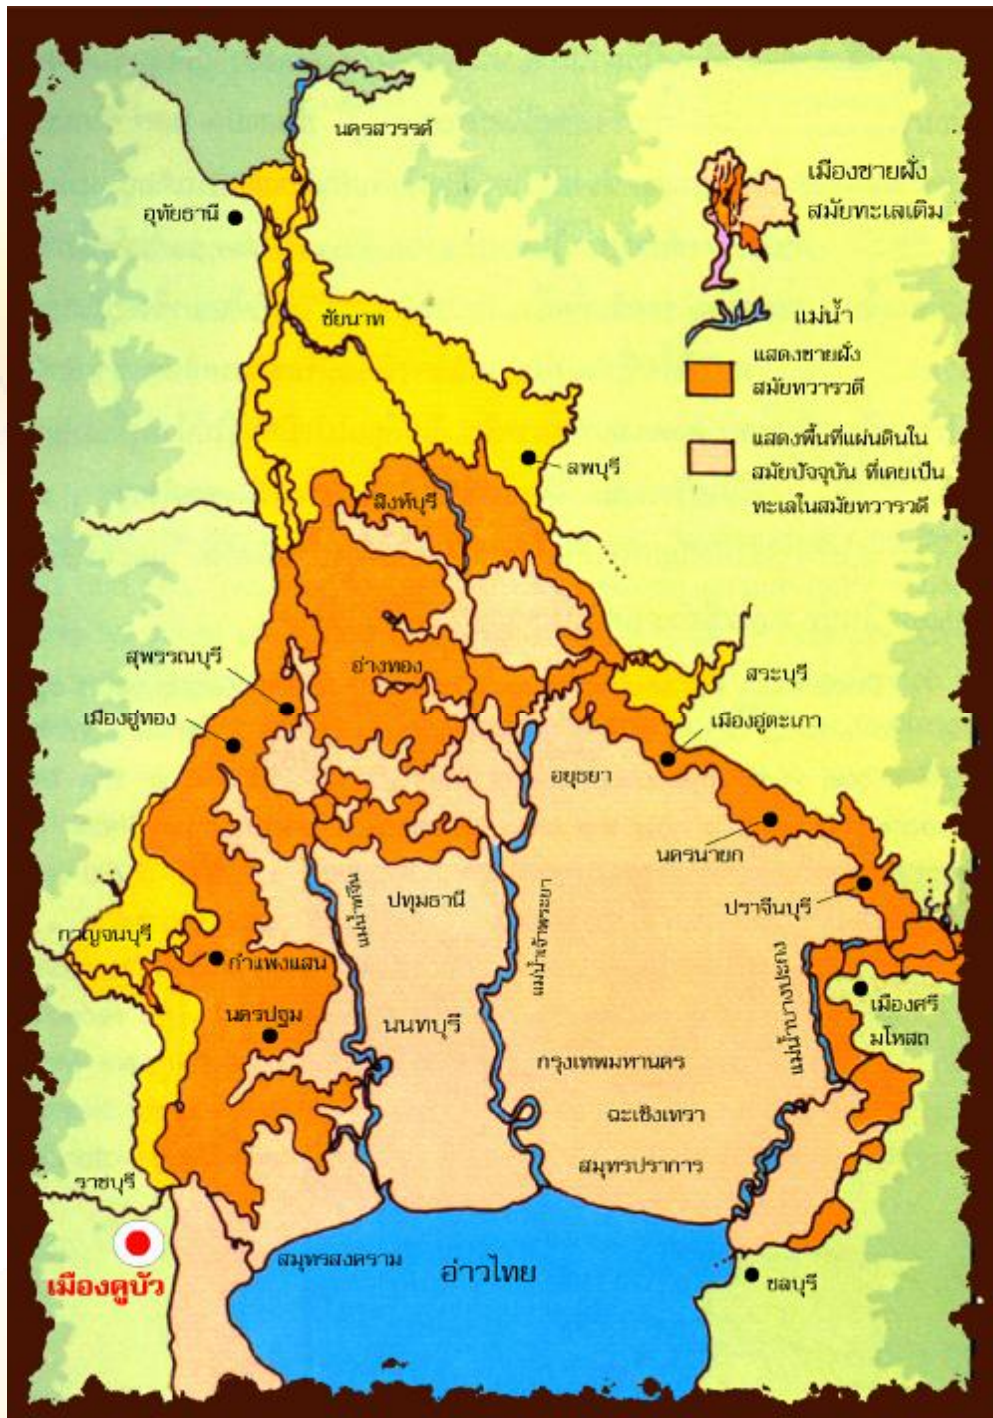 นครสวรรค์
เมืองชายฝั่ง
สมัยทะเลเดิม
อุทัยธานี
ชัยนาท
แม่น้ำ
แสดงชายฝั่ง
สมัยทวารวดี
แสดงพื้นที่แผ่นดินใน
สมัยปัจจุบัน ที่เคยเป็น
ทะเลในสมัยทวารวดี
ลพบุรี
สิงห์บุรี
สุพรรณบุรี
อ่างทอง
สระบุรี
เมืองอู่ทอง
เมืองอู่ตะเภา
อยุธยา
นครนายก
ปราจีนบุรี
ปทุมธานี
แม่น้ำท่าจีน
แม่น้ำเจ้าพระยา
แม่น้ำบางปะกง
กาญจนบุรี
กำแพงแสน
นครปฐม
นนทบุรี
เมืองศรี
มโหสถ
กรุงเทพมหานคร
ฉะเชิงเทรา
สมุทรปราการ
ราชบุรี
เมืองคูบัว
สมุทรสงคราม
อ่าวไทย
ชลบุรี